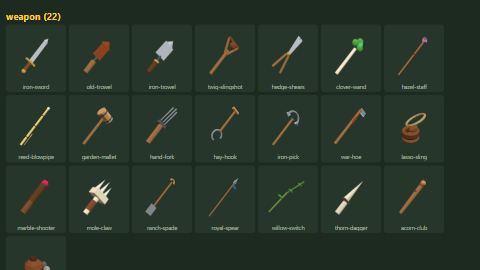 weapon (22)
iron-sword old-trowel iron-trowel twig-slingshot hedge-shears clover-wand hazel-staff
reed-blowpipe garden-mallet hand-fork hay-hook iron-pick war-hoe lasso-sling
marble-shooter mole-claw ranch-spade royal-spear willow-switch thorn-dagger acorn-club